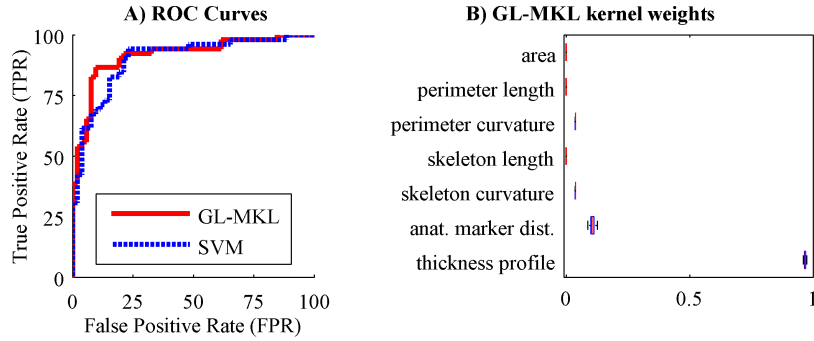 A) ROC Curves
True Positive Rate (TPR)
100
75
50
25
0
GL-MKL
SVM
0
25
50
75
100
False Positive Rate (FPR)
B) GL-MKL kernel weights
area
perimeter length
perimeter curvature
skeleton length
skeleton curvature
anat. marker dist.
thickness profile
0
0.5
1